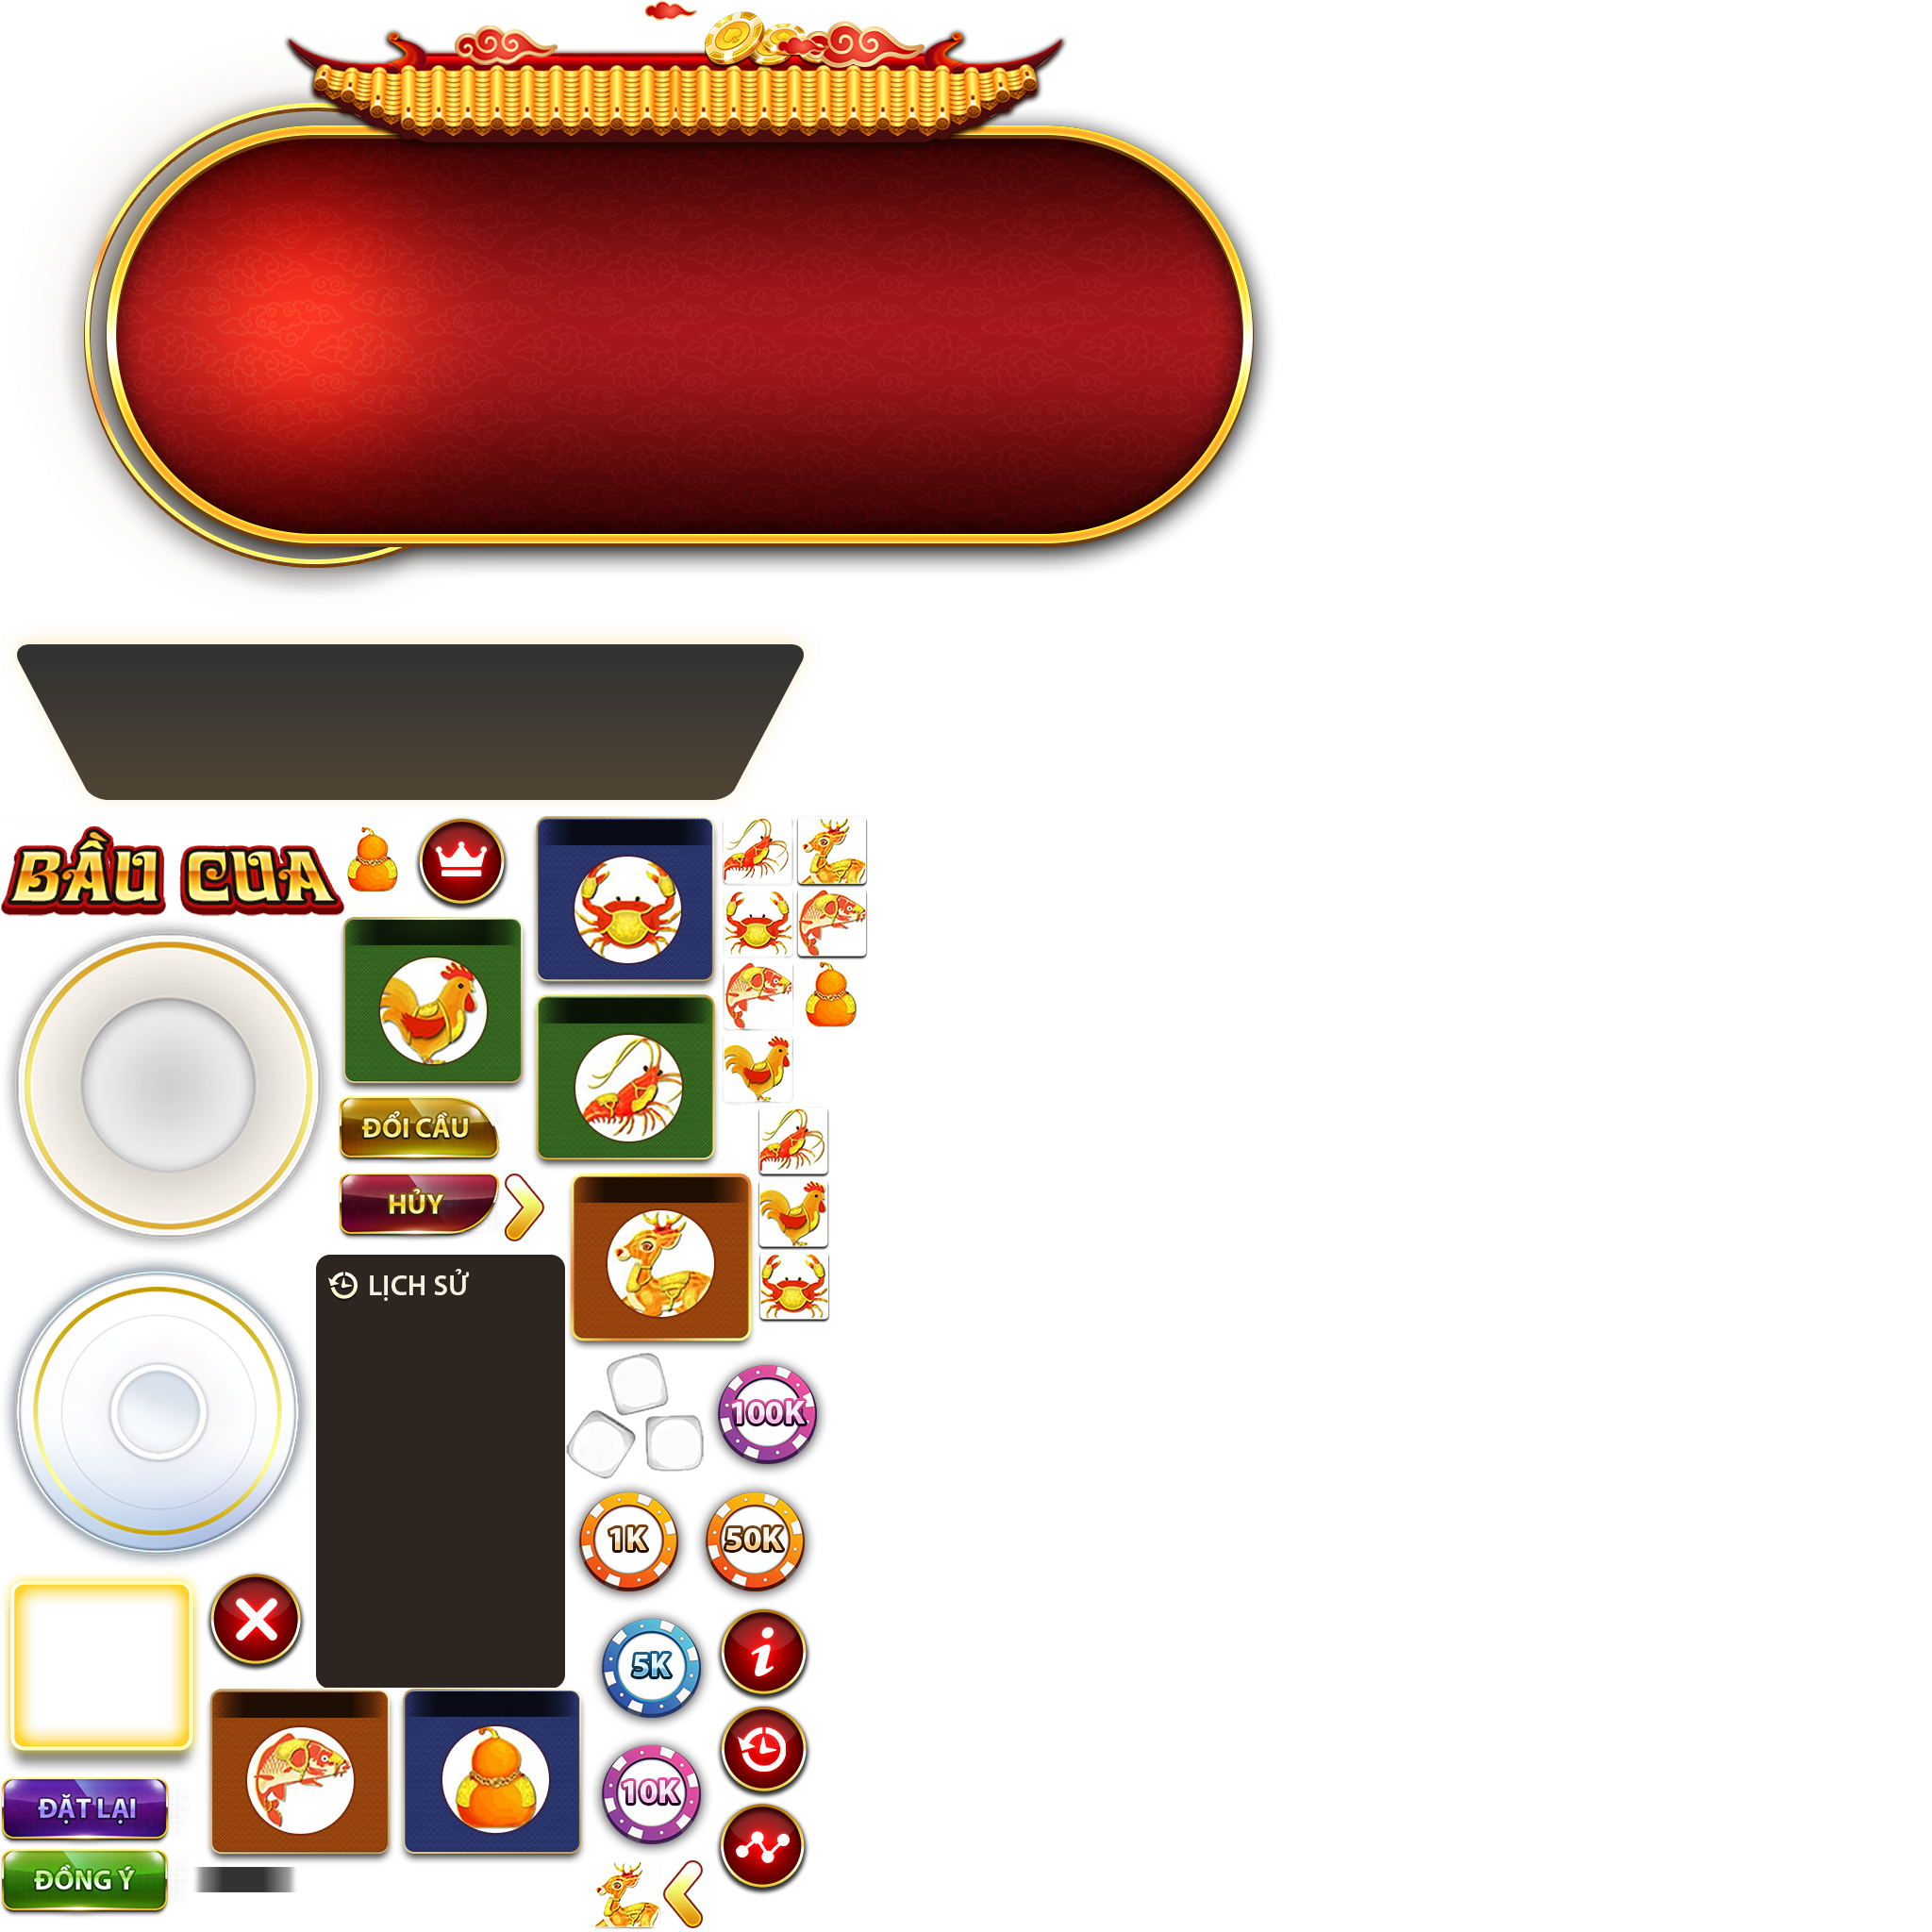 BẦU CUA
ĐỔI CẦU
HỦY
LỊCH SỬ
100K
1K
50K
5K
10K
ĐẶT LẠI
ĐỒNG Ý